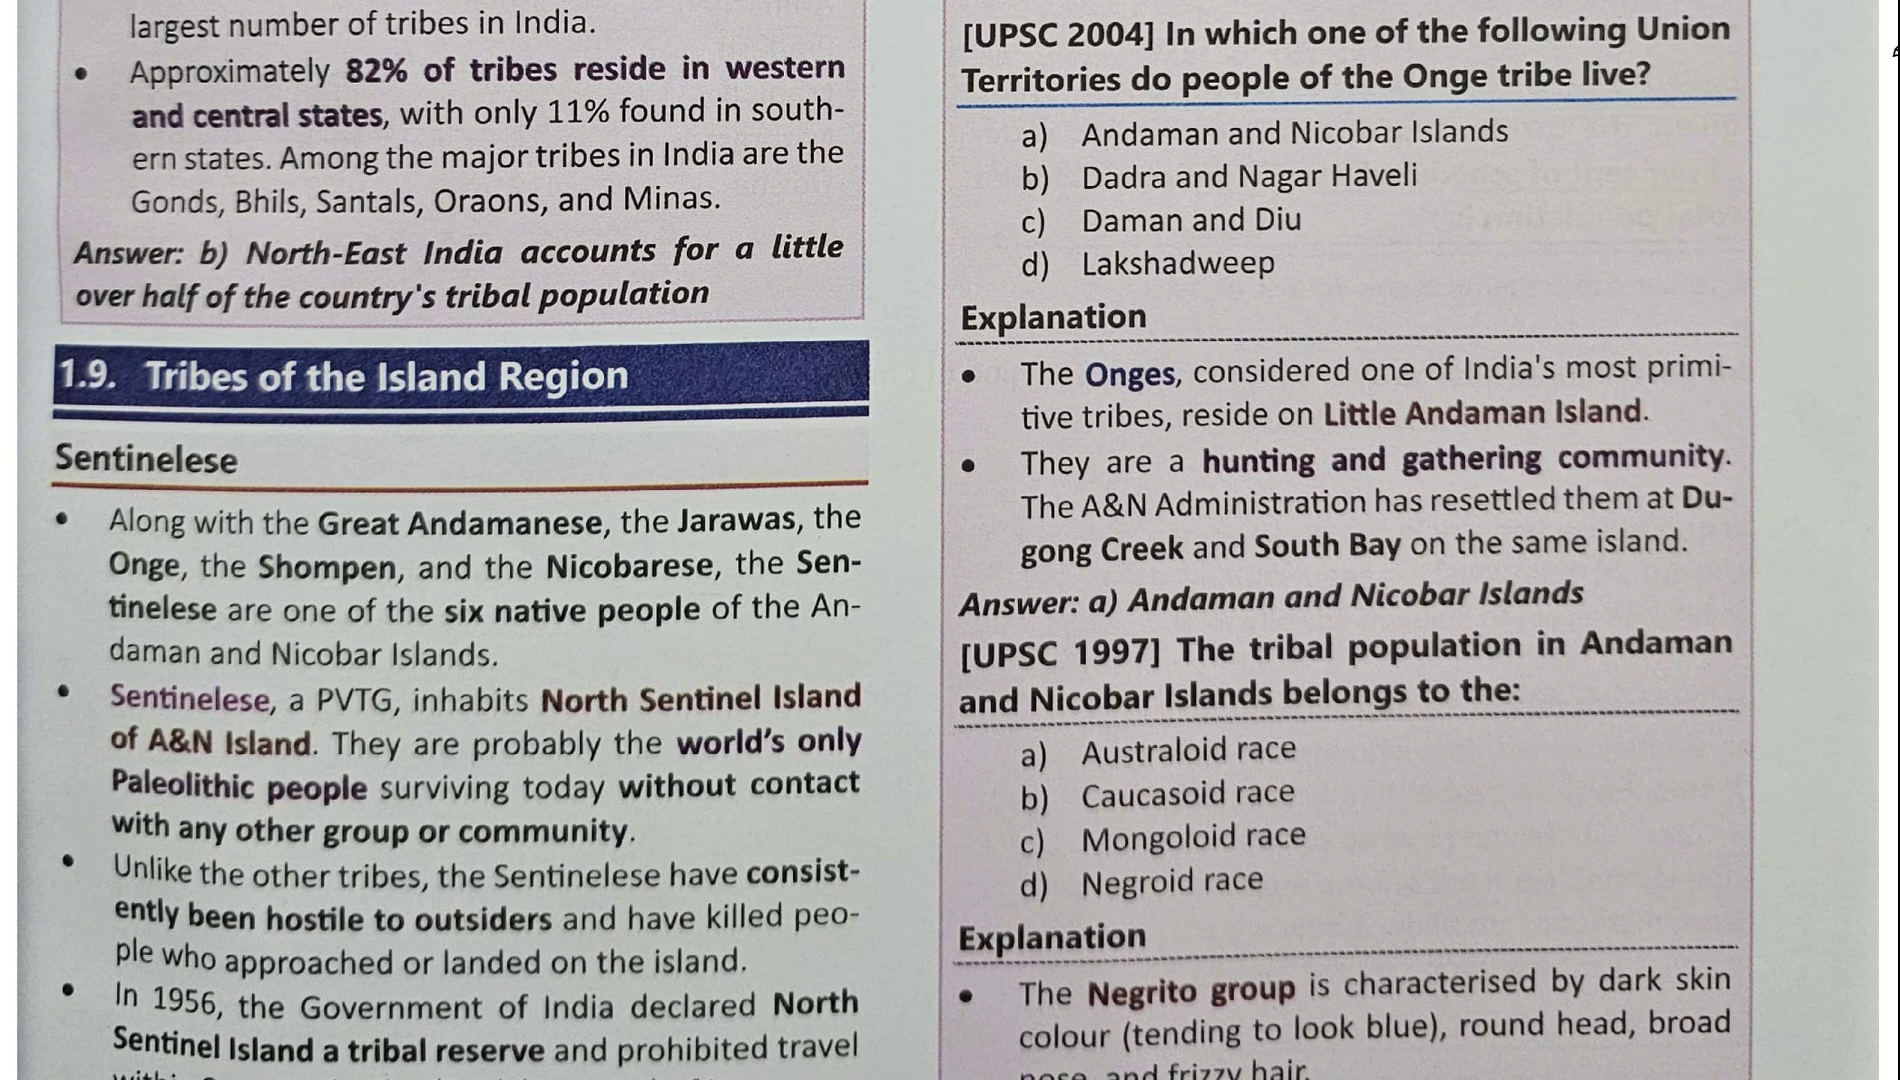 largest number of tribes in India.
• Approximately 82% of tribes reside in western
and central states, with only 11% found in south-
ern states. Among the major tribes in India are the
Gonds, Bhils, Santals, Oraons, and Minas.
Answer: b) North-East India accounts for a little
over half of the country's tribal population
1.9. Tribes of the Island Region
Sentinelese
• Along with the Great Andamanese, the Jarawas, the
Onge, the Shompen, and the Nicobarese, the Sen-
tinelese are one of the six native people of the An-
daman and Nicobar Islands.
• Sentinelese, a PVTG, inhabits North Sentinel Island
of A&N Island. They are probably the world's only
Paleolithic people surviving today without contact
with any other group or community.
• Unlike the other tribes, the Sentinelese have consist-
ently been hostile to outsiders and have killed peo-
ple who approached or landed on the island.
• In 1956, the Government of India declared North
Sentinel Island a tribal reserve and prohibited travel
[UPSC 2004] In which one of the following Union
Territories do people of the Onge tribe live?
a) Andaman and Nicobar Islands
b) Dadra and Nagar Haveli
c) Daman and Diu
d) Lakshadweep
Explanation
• The Onges, considered one of India's most primi-
tive tribes, reside on Little Andaman Island.
• They are a hunting and gathering community.
The A&N Administration has resettled them at Du-
gong Creek and South Bay on the same island.
Answer: a) Andaman and Nicobar Islands
[UPSC 1997] The tribal population in Andaman
and Nicobar Islands belongs to the:
a) Australoid race
b) Caucasoid race
c) Mongoloid race
d) Negroid race
Explanation
• The Negrito group is characterised by dark skin
colour (tending to look blue), round head, broad
nose, and frizzy hair.